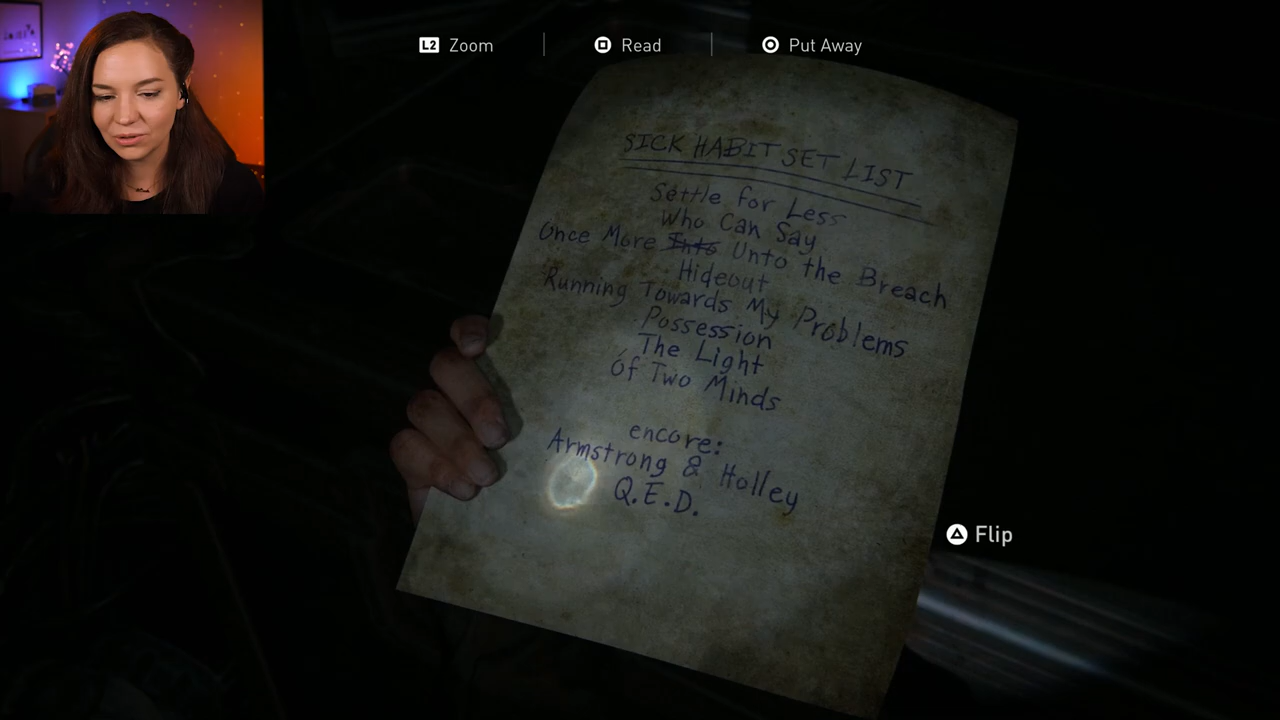 L2 Zoom
Read
Put Away
SICK HABIT SET LIST
Settle for Less
Who Can Say
Once More Into Unto the Breach
Hideout
Running Towards My Problems
Possession
The Light
Of Two Minds
encore:
Armstrong & Holley
Q.E.D.
Flip